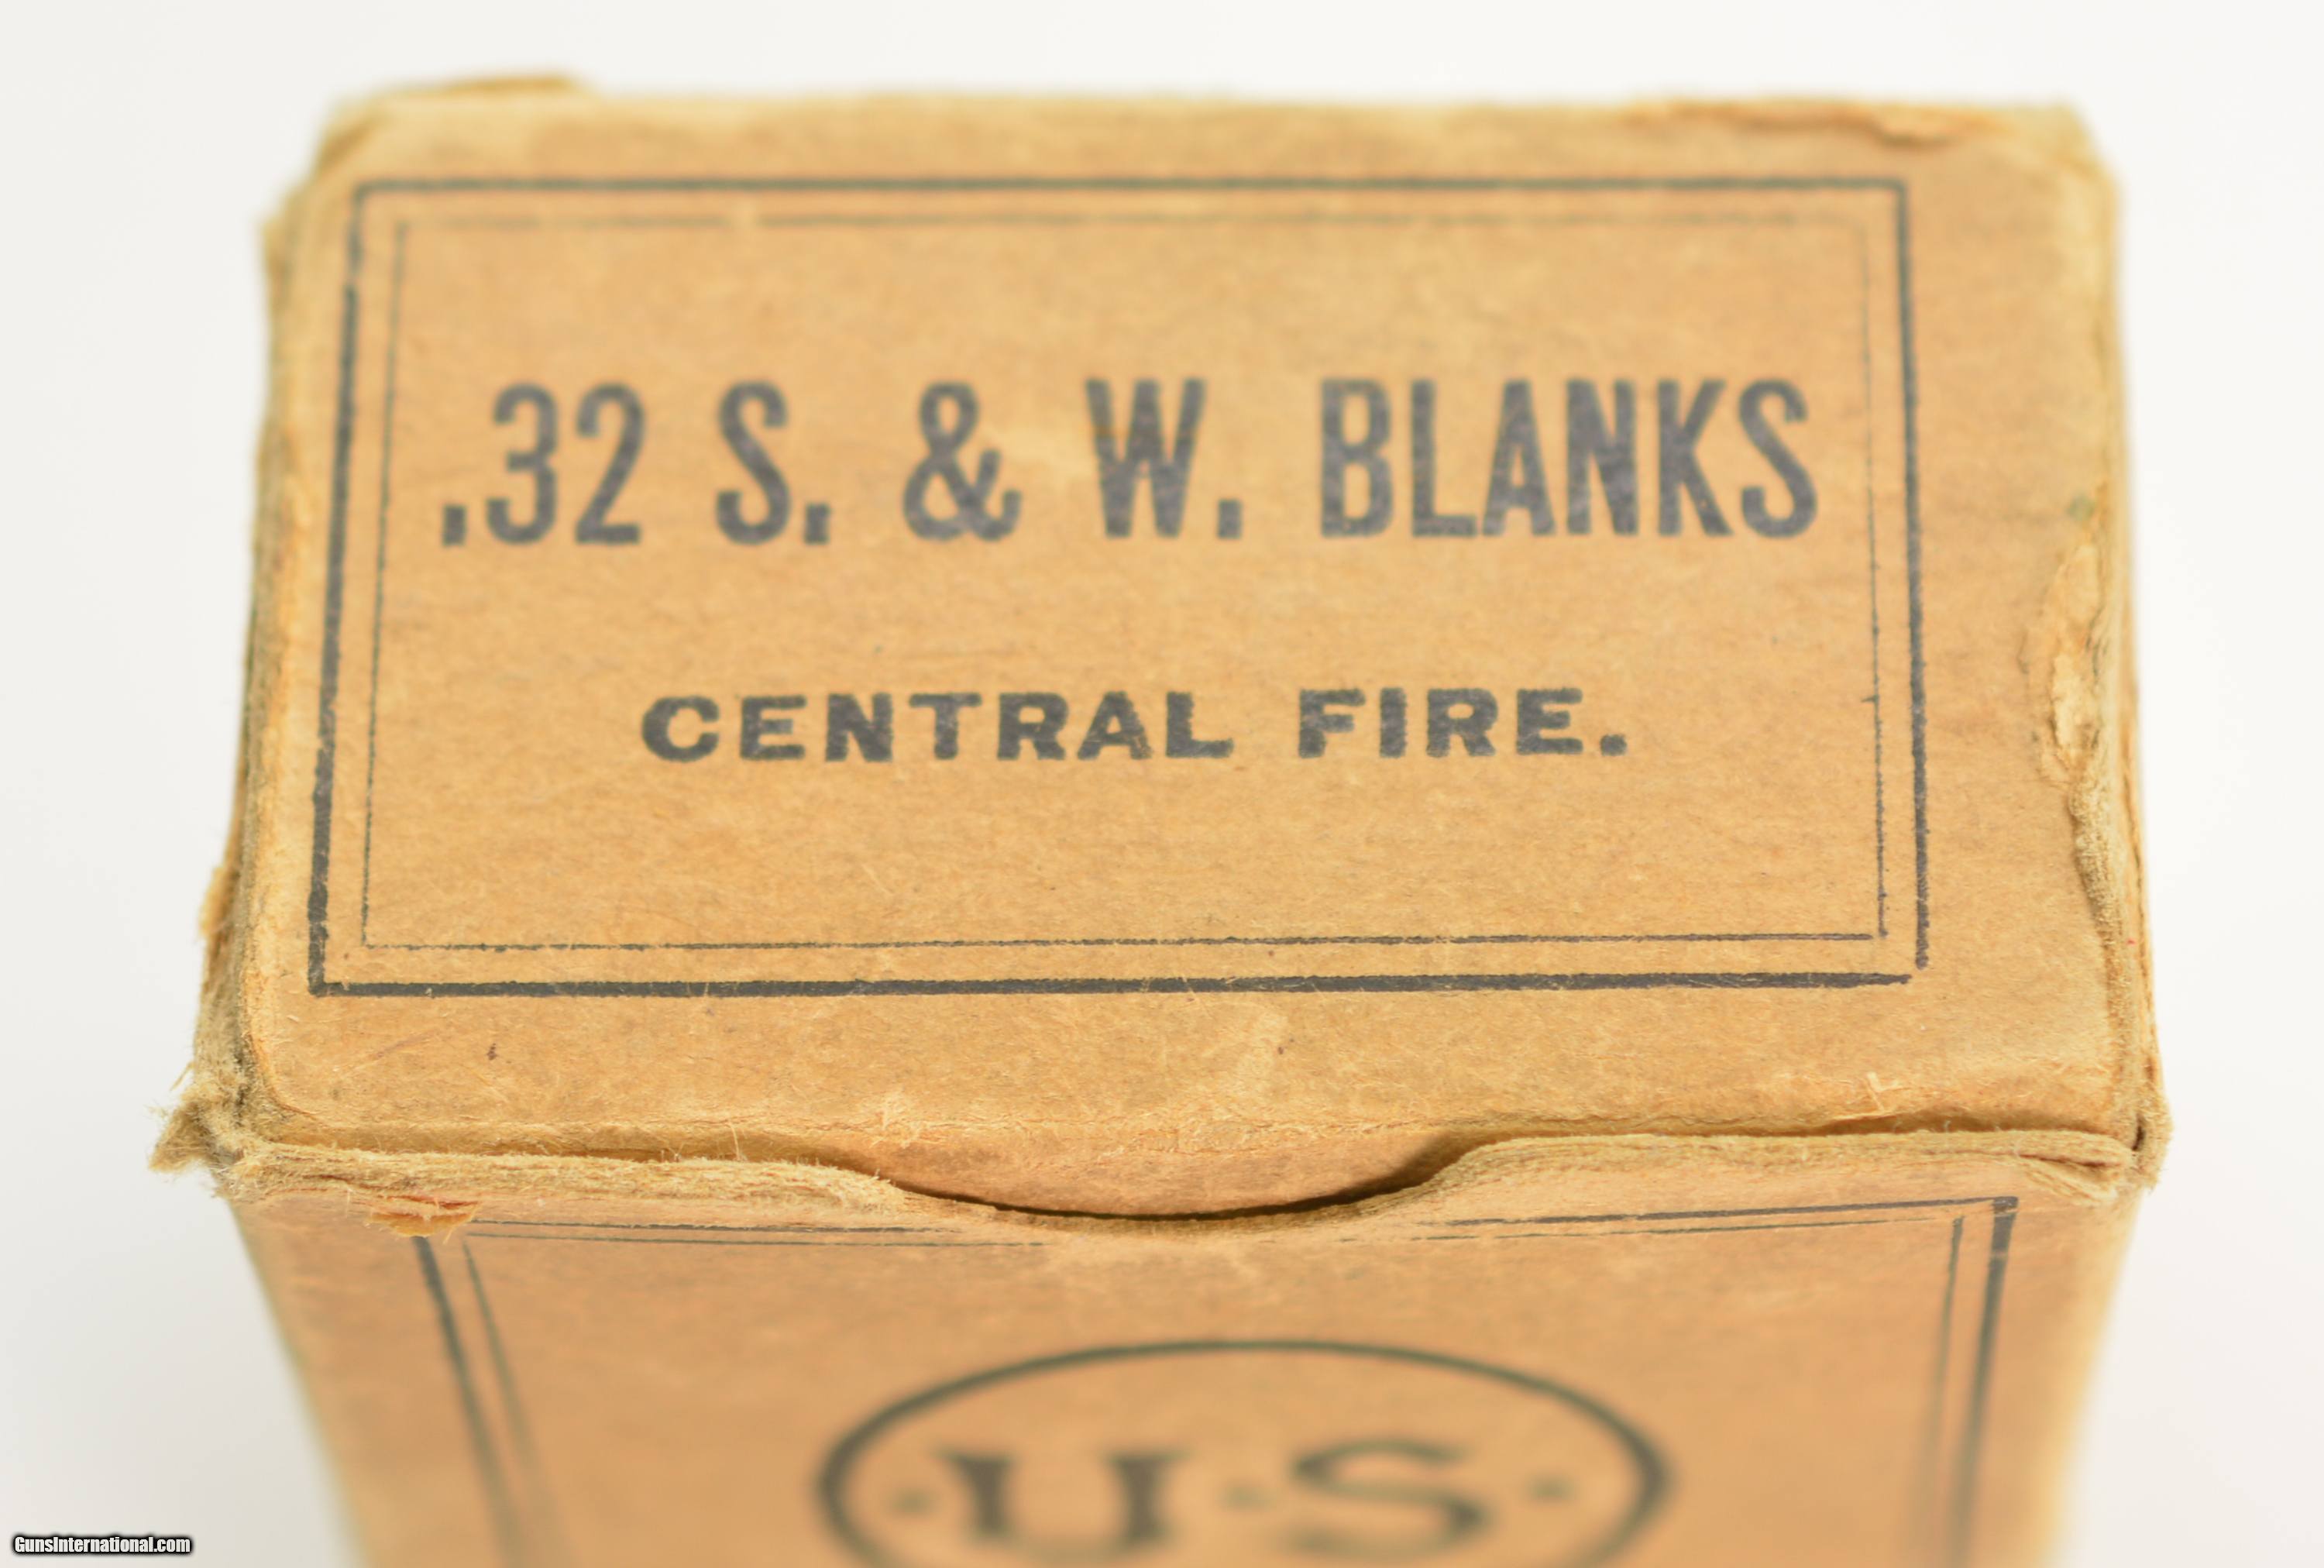 .32 S. & W. BLANKS
CENTRAL FIRE.
·U·S·
GunsInternational.com